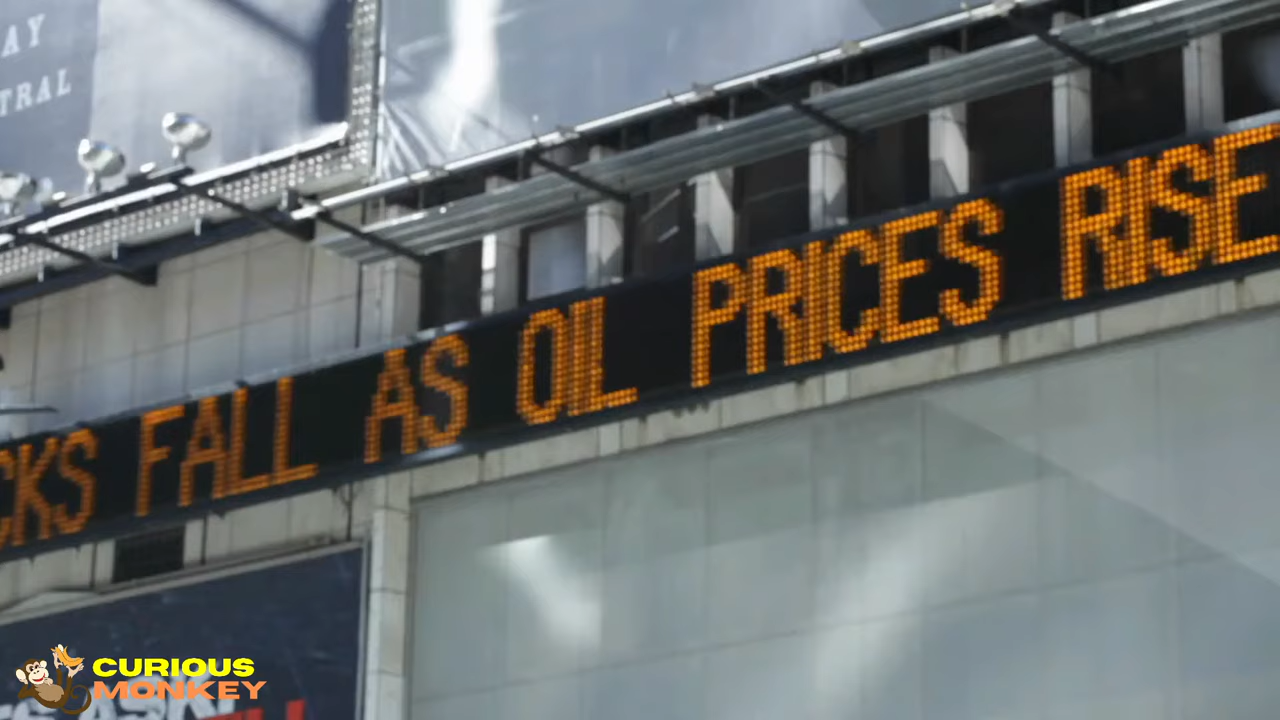 AY
TRAL
CKS FALL AS OIL PRICES RISE
CURIOUS
MONKEY